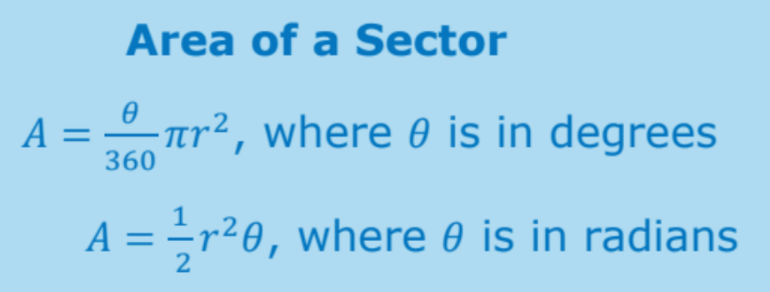 Area of a Sector
A = θ/360 πr², where θ is in degrees
A = 1/2 r²θ, where θ is in radians